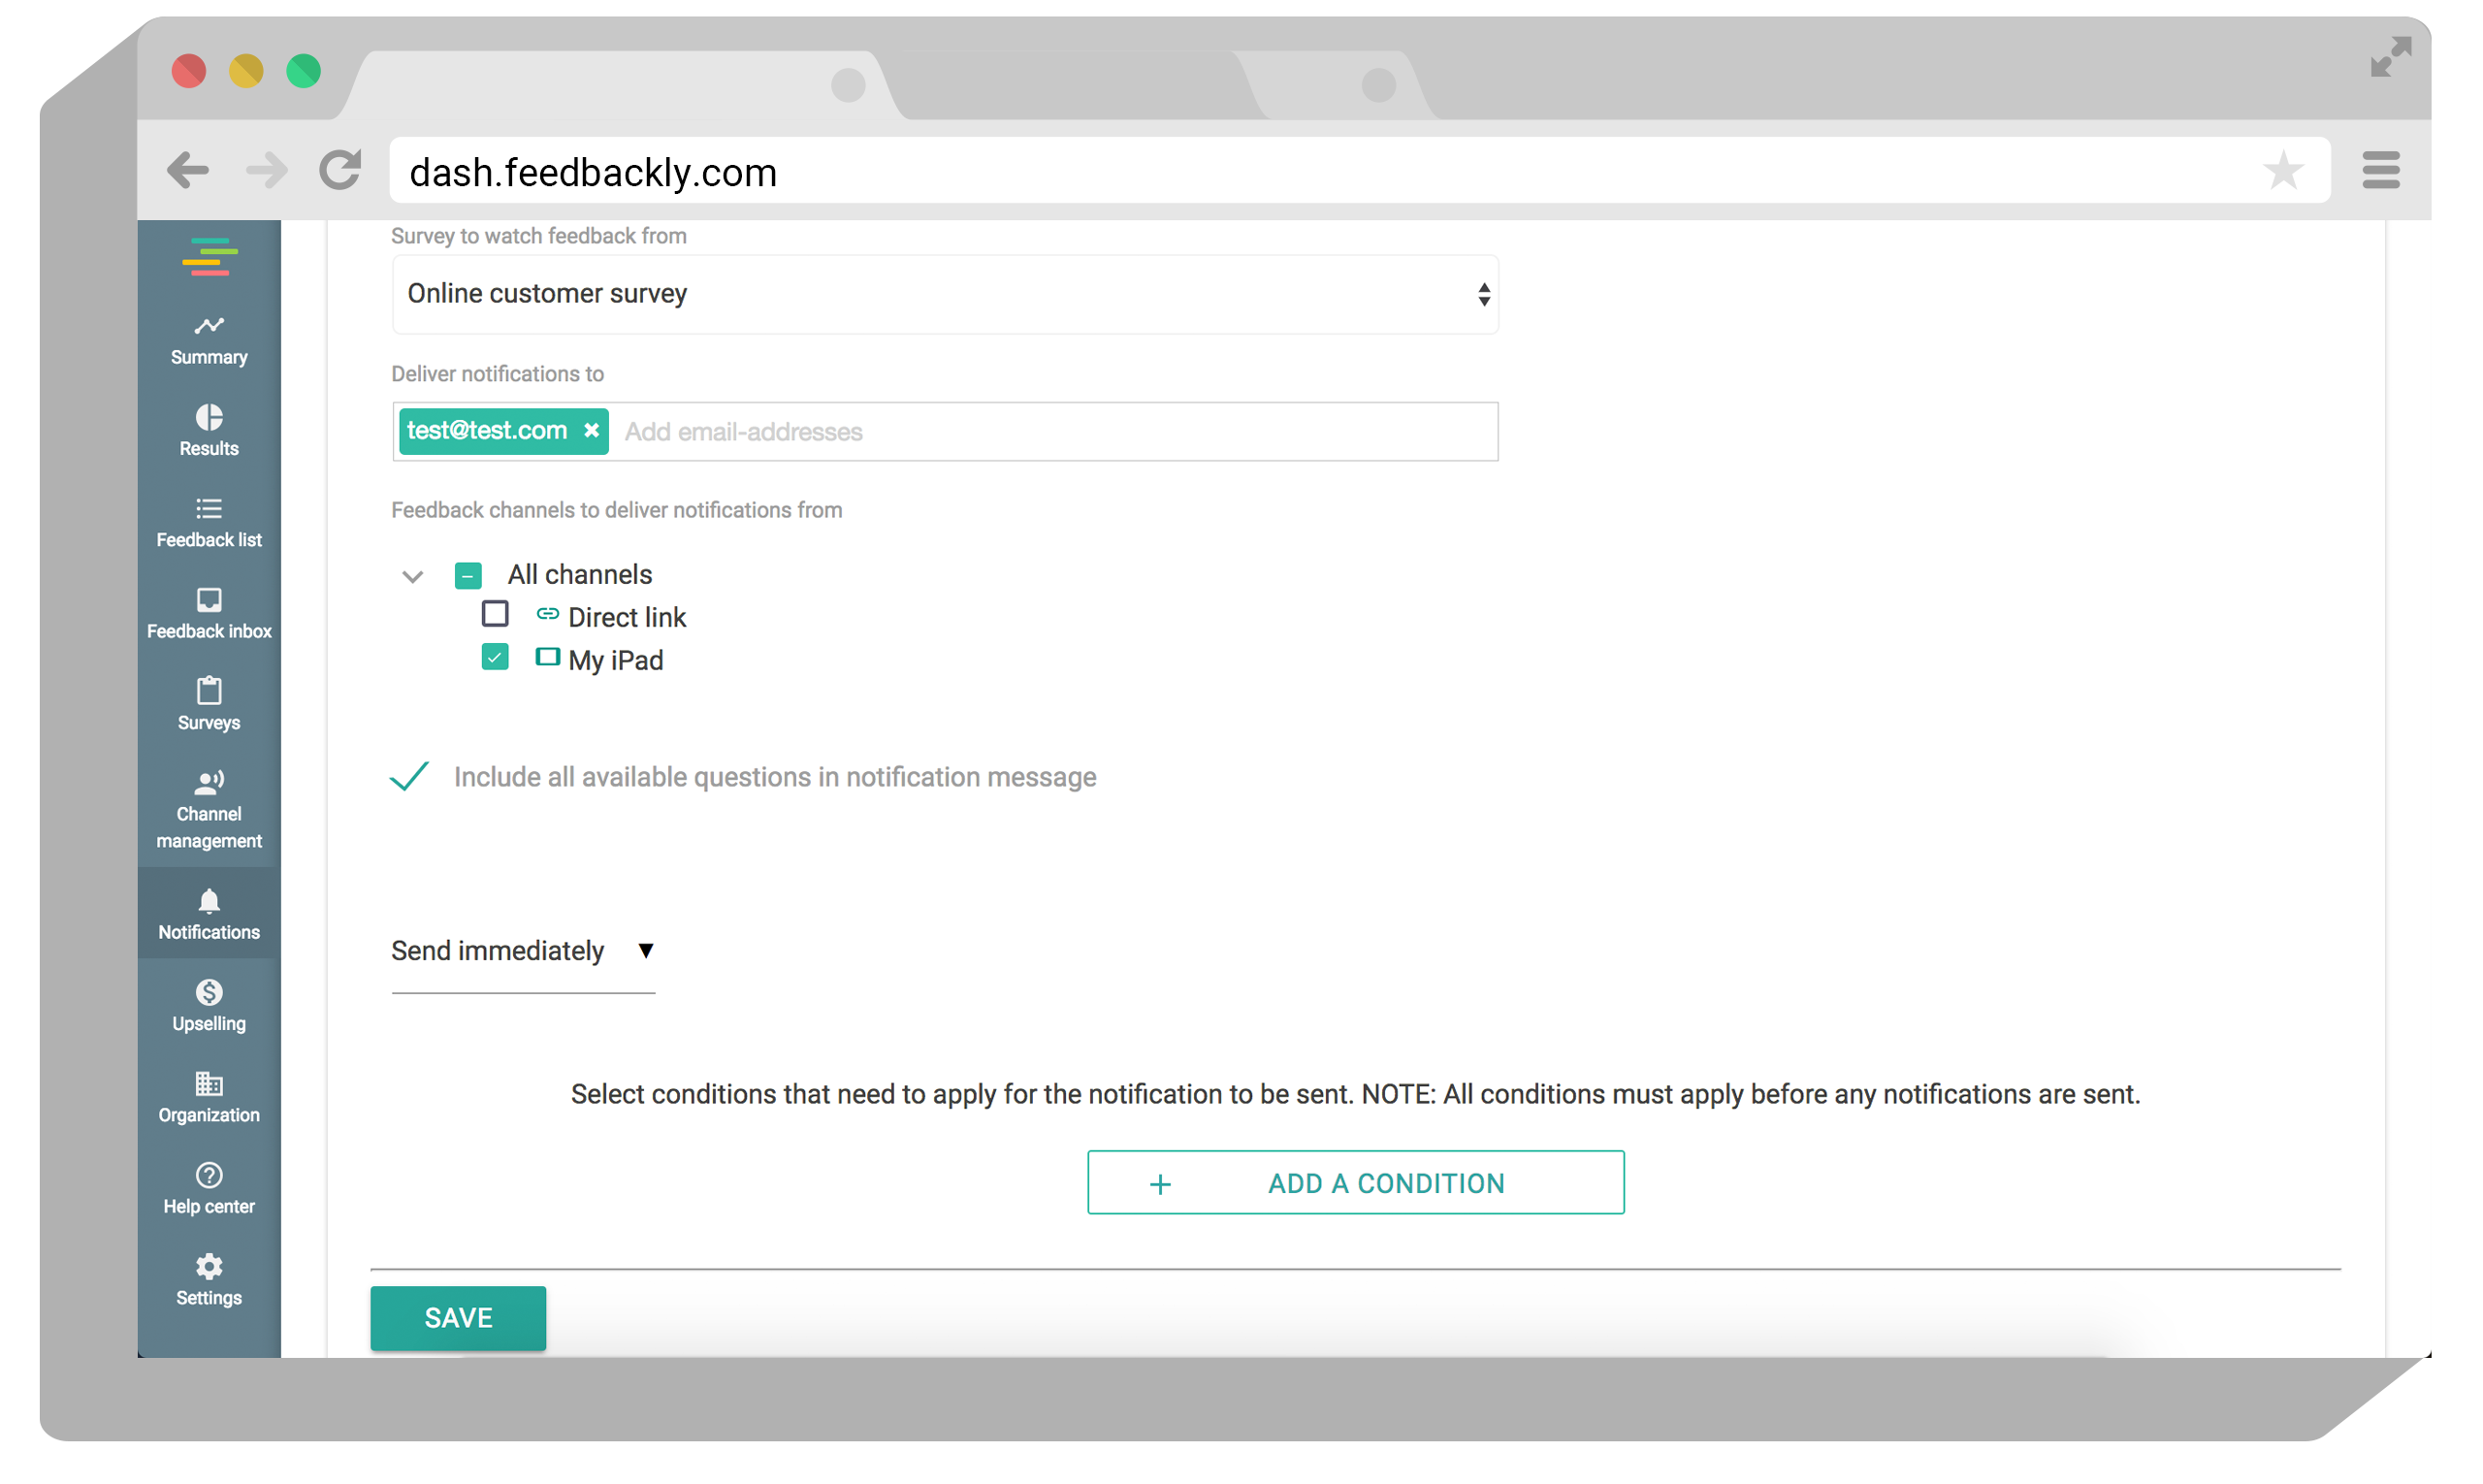 dash.feedbackly.com
Summary
Results
Feedback list
Feedback inbox
Surveys
Channel
management
Notifications
Upselling
Organization
Help center
Settings
Survey to watch feedback from
Online customer survey
Deliver notifications to
test@test.com Add email-addresses
Feedback channels to deliver notifications from
All channels
Direct link
My iPad
Include all available questions in notification message
Send immediately
Select conditions that need to apply for the notification to be sent. NOTE: All conditions must apply before any notifications are sent.
+ ADD A CONDITION
SAVE